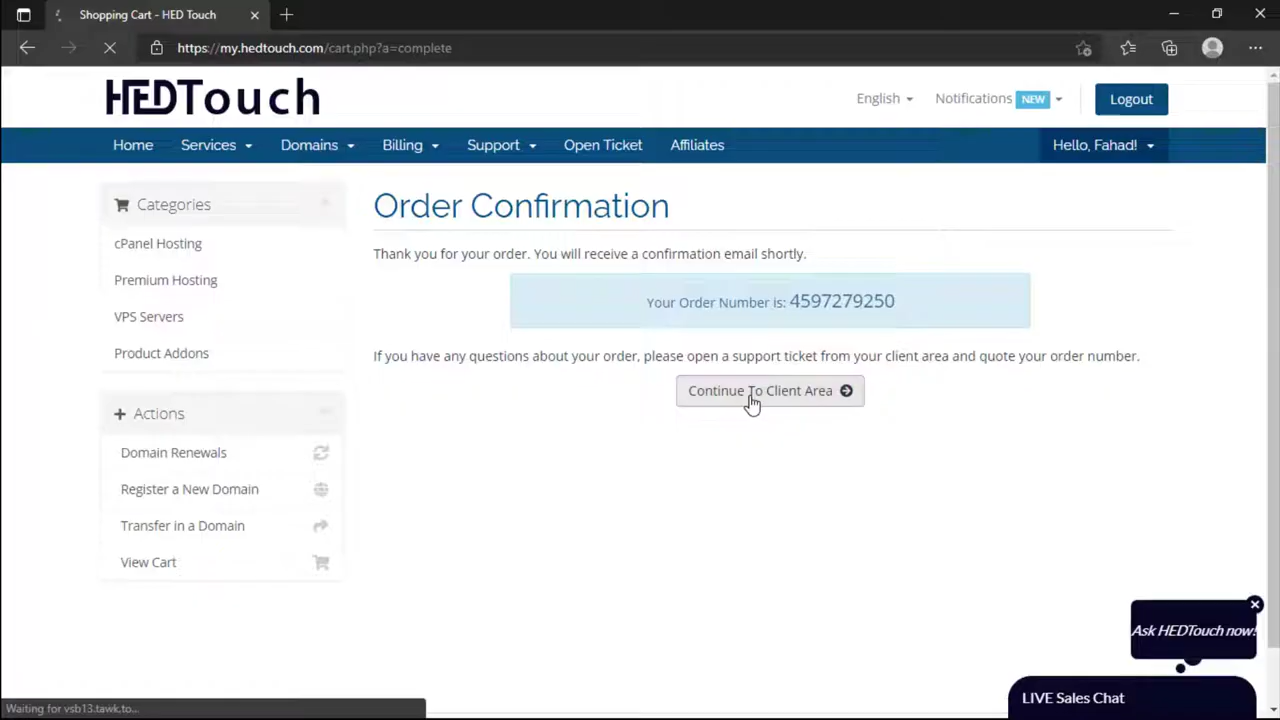 Shopping Cart - HED Touch
https://my.hedtouch.com/cart.php?a=complete
HEDTouch
English
Notifications NEW
Logout
Home Services Domains Billing Support Open Ticket Affiliates Hello, Fahad!
Categories
cPanel Hosting
Premium Hosting
VPS Servers
Product Addons
Actions
Domain Renewals
Register a New Domain
Transfer in a Domain
View Cart
Order Confirmation
Thank you for your order. You will receive a confirmation email shortly.
Your Order Number is: 4597279250
If you have any questions about your order, please open a support ticket from your client area and quote your order number.
Continue To Client Area
Ask HEDTouch now!
LIVE Sales Chat
Waiting for vsb13.tawk.to...